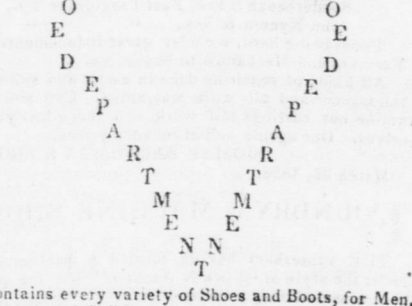 O O
E E
D D
E E
P P
A A
R R
T T
M M
E E
N N
T
ontains every variety of Shoes and Boots, for Men,